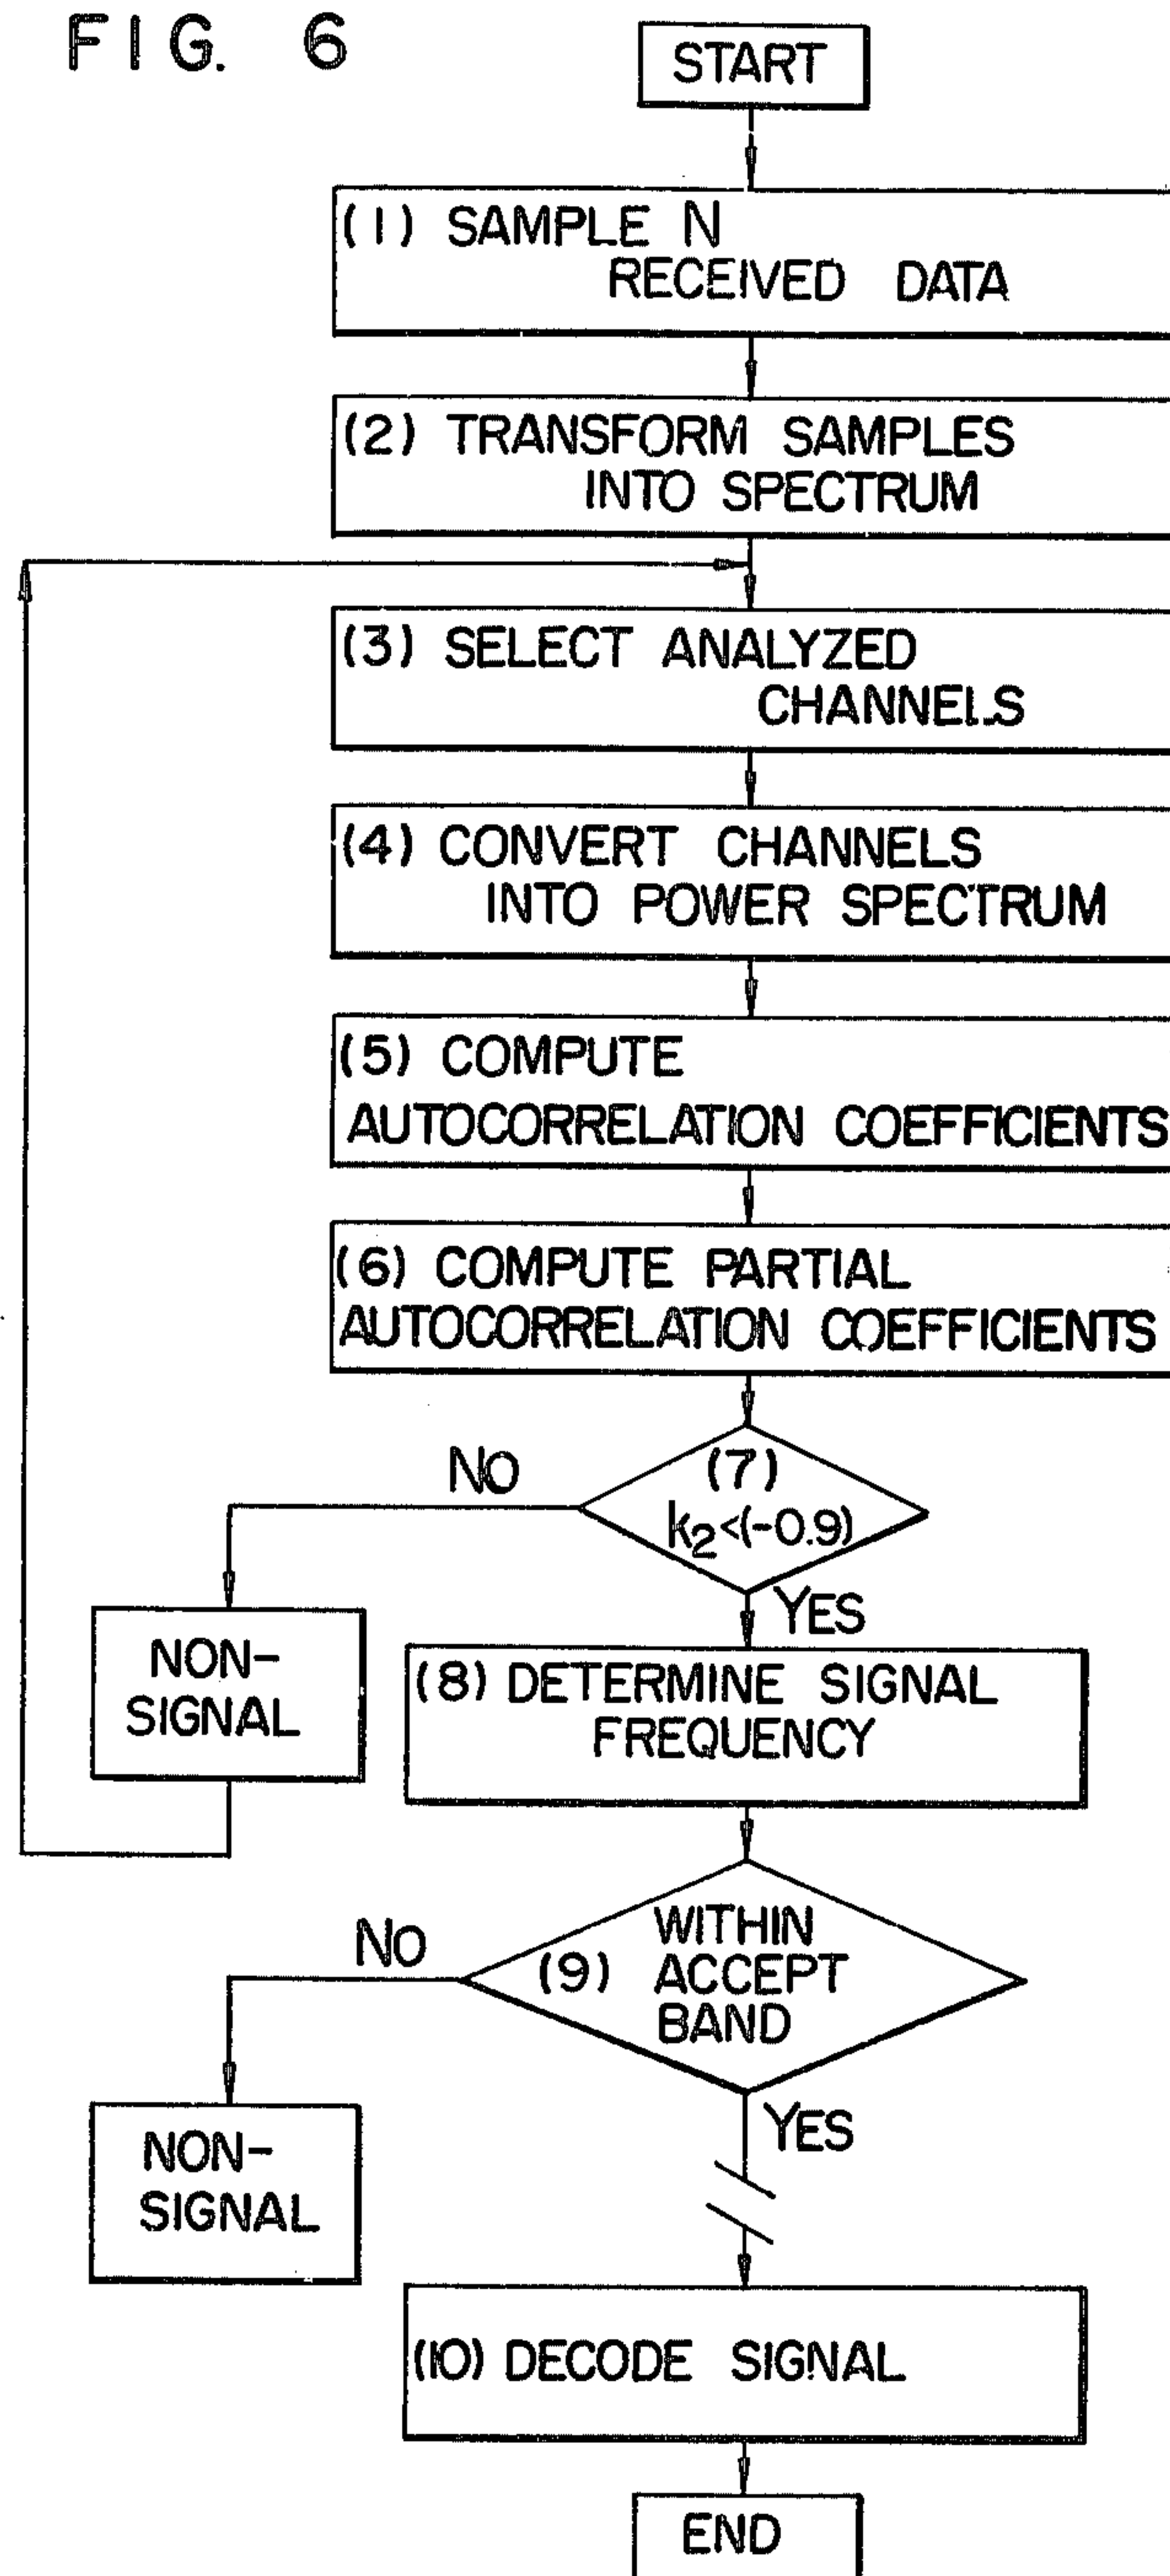 FIG. 6
START
(1) SAMPLE N
RECEIVED DATA
(2) TRANSFORM SAMPLES
INTO SPECTRUM
(3) SELECT ANALYZED
CHANNELS
(4) CONVERT CHANNELS
INTO POWER SPECTRUM
(5) COMPUTE
AUTOCORRELATION COEFFICIENTS
(6) COMPUTE PARTIAL
AUTOCORRELATION COEFFICIENTS
NO
(7)
k₂<(-0.9)
YES
NON-
SIGNAL
(8) DETERMINE SIGNAL
FREQUENCY
NO
WITHIN
(9) ACCEPT
BAND
YES
NON-
SIGNAL
(10) DECODE SIGNAL
END